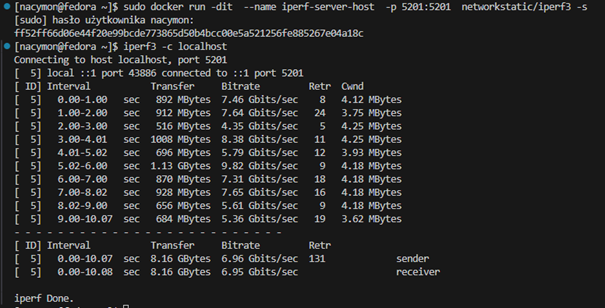 [nacymon@fedora ~]$ sudo docker run -dit  --name iperf-server-host  -p 5201:5201  networkstatic/iperf3 -s
[sudo] hasło użytkownika nacymon:
ff52ff66d06e44f20e99bcde773865d50b4bcc00e5a521256fe885267e04a18c
[nacymon@fedora ~]$ iperf3 -c localhost
Connecting to host localhost, port 5201
[  5] local ::1 port 43886 connected to ::1 port 5201
[ ID] Interval           Transfer     Bitrate         Retr  Cwnd
[  5]   0.00-1.00   sec   892 MBytes  7.46 Gbits/sec    8   4.12 MBytes
[  5]   1.00-2.00   sec   912 MBytes  7.64 Gbits/sec   24   3.75 MBytes
[  5]   2.00-3.00   sec   516 MBytes  4.35 Gbits/sec    5   4.25 MBytes
[  5]   3.00-4.01   sec  1008 MBytes  8.38 Gbits/sec   11   4.25 MBytes
[  5]   4.01-5.02   sec   696 MBytes  5.79 Gbits/sec   12   3.93 MBytes
[  5]   5.02-6.00   sec  1.13 GBytes  9.82 Gbits/sec    9   4.18 MBytes
[  5]   6.00-7.00   sec   870 MBytes  7.31 Gbits/sec   18   4.18 MBytes
[  5]   7.00-8.02   sec   928 MBytes  7.65 Gbits/sec   16   4.18 MBytes
[  5]   8.02-9.00   sec   656 MBytes  5.61 Gbits/sec    9   4.18 MBytes
[  5]   9.00-10.07  sec   684 MBytes  5.36 Gbits/sec   19   3.62 MBytes
- - - - - - - - - - - - - - - - - - - - - - - - -
[ ID] Interval           Transfer     Bitrate         Retr
[  5]   0.00-10.07  sec  8.16 GBytes  6.96 Gbits/sec  131             sender
[  5]   0.00-10.08  sec  8.16 GBytes  6.95 Gbits/sec                  receiver

iperf Done.